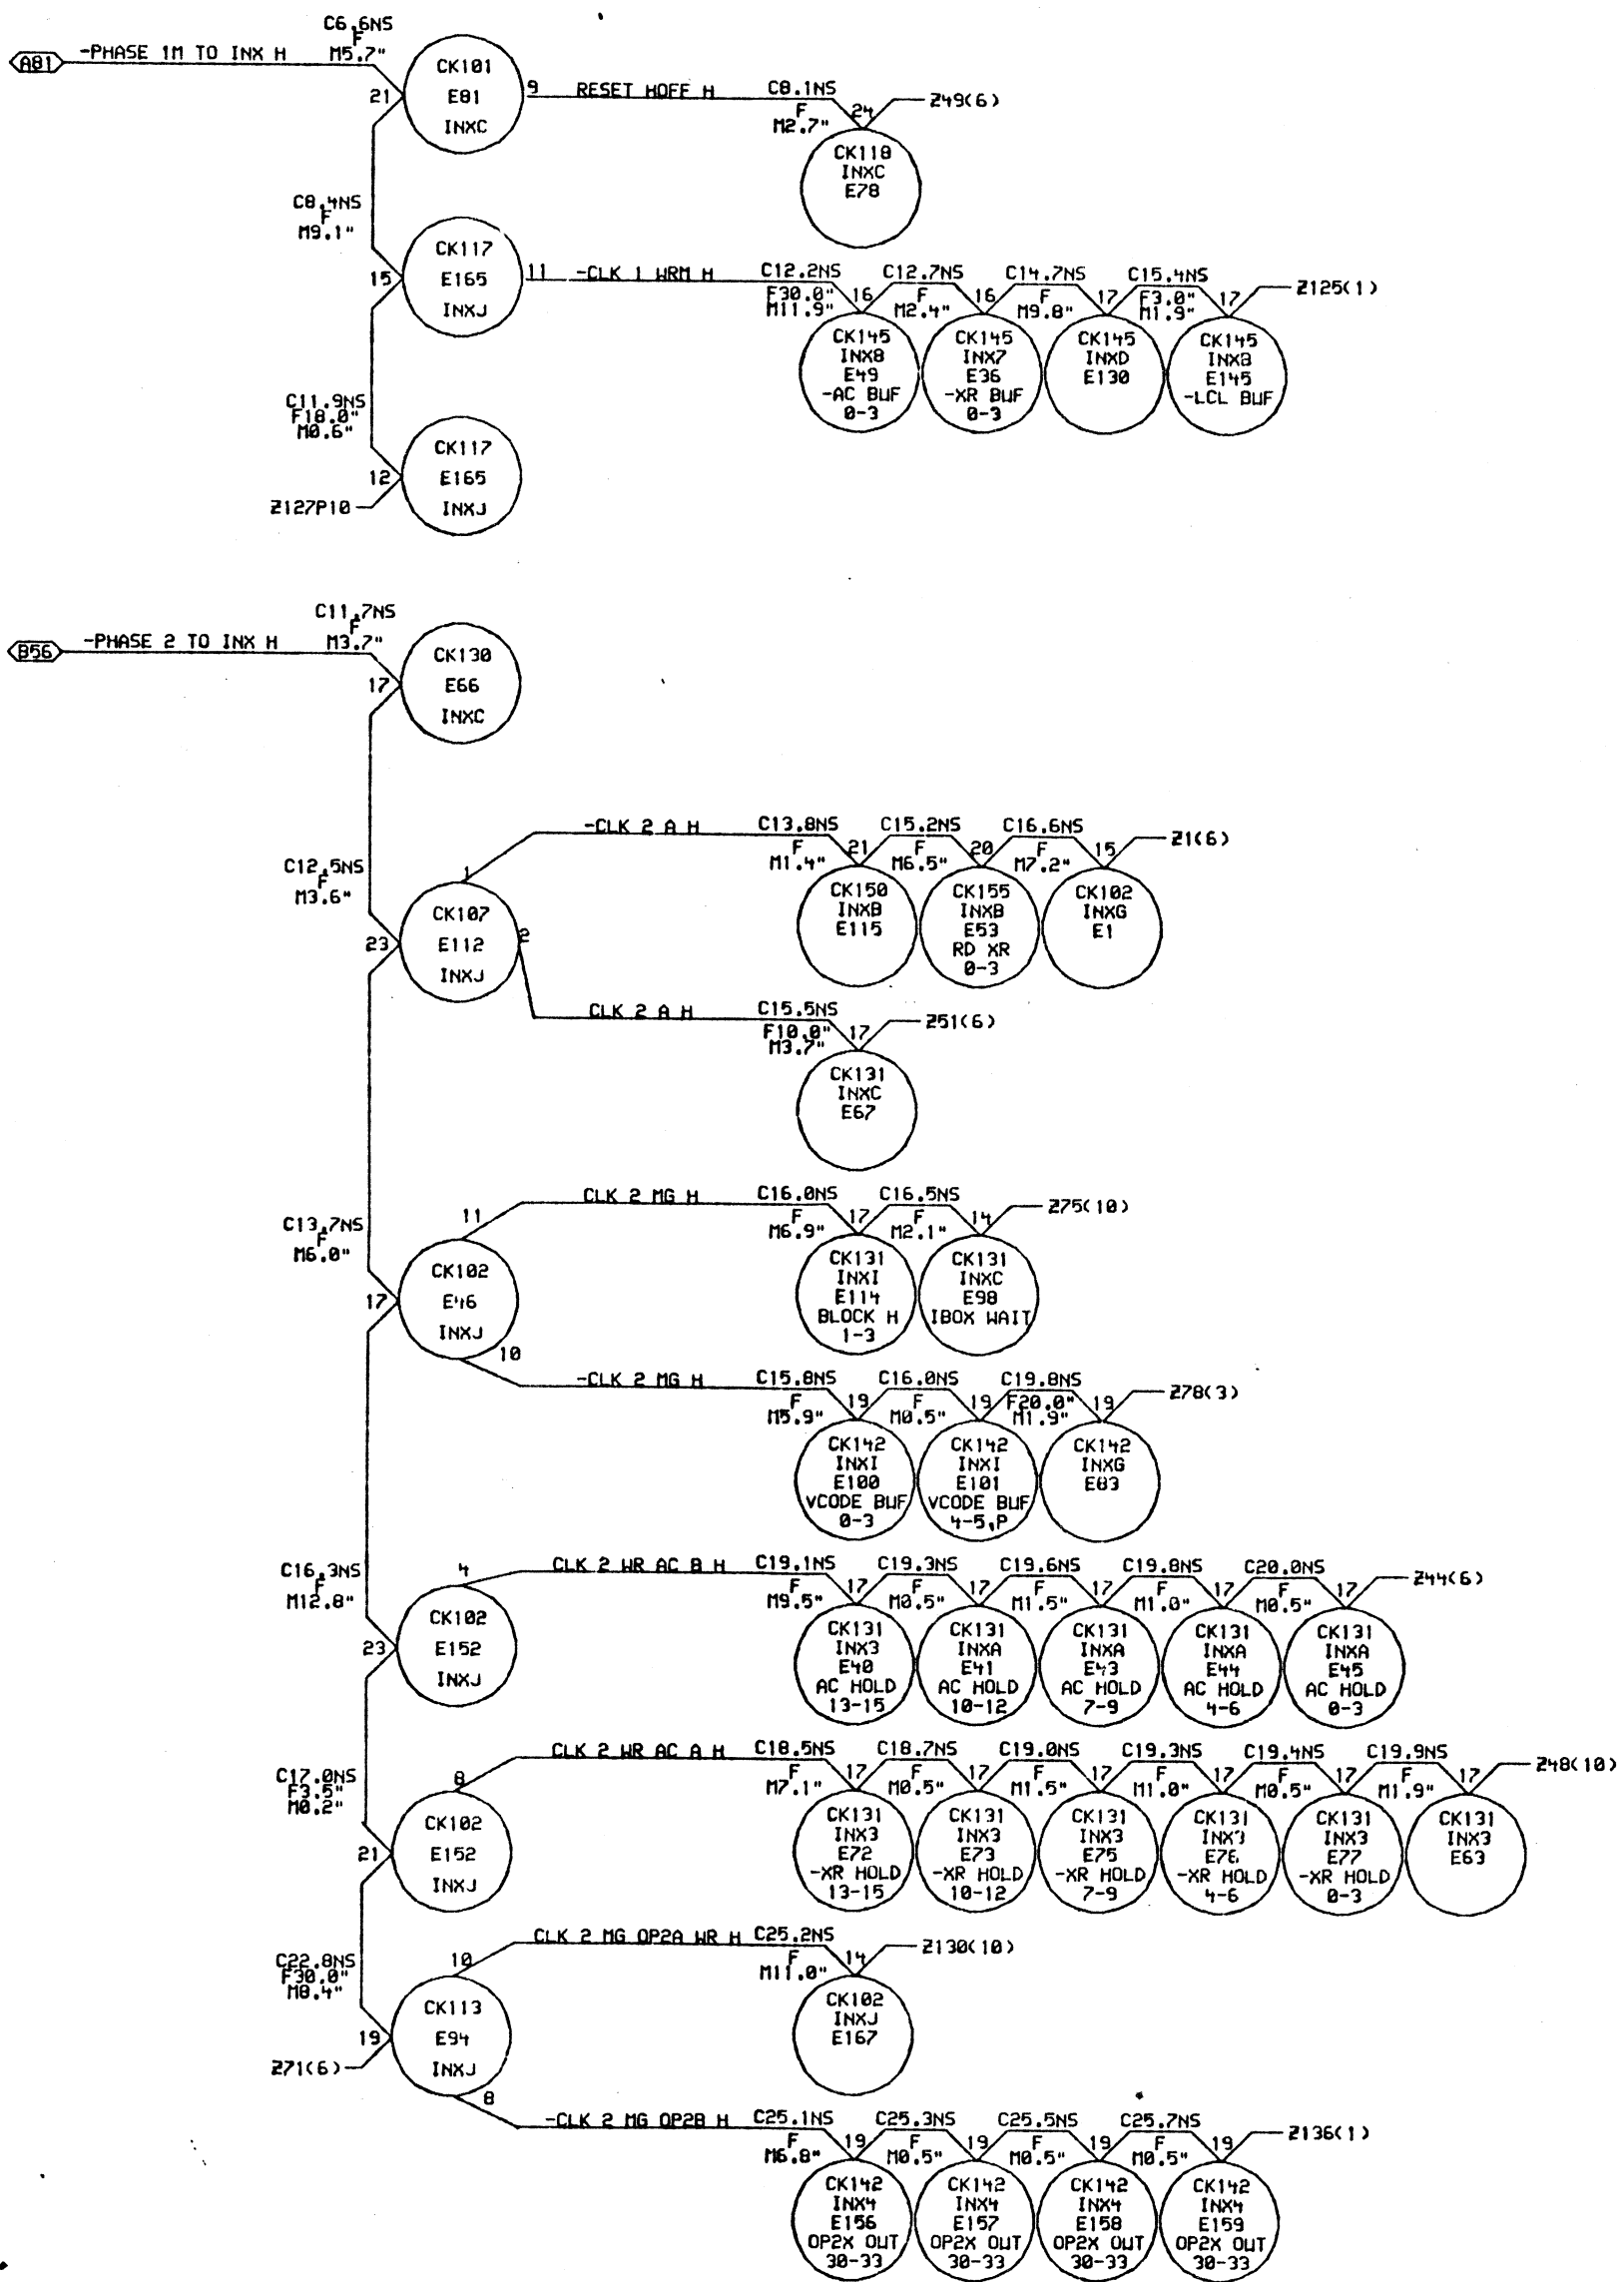 A81
-PHASE 1M TO INX H
C6.6NS
F
M5.7"
21
CK101
E81
INXC
9
RESET HOFF H
C8.1NS
F
M2.7"
24
Z49(6)
CK118
INXC
E78
C8.4NS
F
M9.1"
15
CK117
E165
INXJ
11
-CLK 1 WRM H
C12.2NS
F30.0"
M11.9"
16
C12.7NS
F
M2.4"
16
C14.7NS
F
M9.8"
17
C15.4NS
F3.0"
M1.9"
17
Z125(1)
CK145
INX8
E49
-AC BUF
0-3
CK145
INX7
E36
-XR BUF
0-3
CK145
INXD
E130
CK145
INXB
E145
-LCL BUF
C11.9NS
F18.0"
M0.6"
12
Z127P10
CK117
E165
INXJ
B56
-PHASE 2 TO INX H
C11.7NS
F
M3.7"
17
CK130
E66
INXC
C12.5NS
F
M3.6"
23
CK107
E112
INXJ
1
-CLK 2 A H
C13.8NS
F
M1.4"
21
C15.2NS
F
M6.5"
20
C16.6NS
F
M7.2"
15
Z1(6)
CK150
INXB
E115
CK155
INXB
E53
RD XR
0-3
CK102
INXG
E1
2
CLK 2 A H
C15.5NS
F10.0"
M3.7"
17
Z51(6)
CK131
INXC
E67
C13.7NS
F
M6.0"
17
CK102
E46
INXJ
11
CLK 2 MG H
C16.0NS
F
M6.9"
17
C16.5NS
F
M2.1"
14
Z75(10)
CK131
INXI
E114
BLOCK H
1-3
CK131
INXC
E98
IBOX WAIT
10
-CLK 2 MG H
C15.8NS
F
M5.9"
19
C16.0NS
F
M0.5"
19
C19.8NS
F20.0"
M1.9"
19
Z78(3)
CK142
INXI
E100
VCODE BUF
0-3
CK142
INXI
E101
VCODE BUF
4-5,P
CK142
INXG
E83
C16.3NS
F
M12.8"
23
CK102
E152
INXJ
4
CLK 2 WR AC B H
C19.1NS
F
M9.5"
17
C19.3NS
F
M0.5"
17
C19.6NS
F
M1.5"
17
C19.8NS
F
M1.0"
17
C20.0NS
F
M0.5"
17
Z44(6)
CK131
INX3
E40
AC HOLD
13-15
CK131
INXA
E41
AC HOLD
10-12
CK131
INXA
E43
AC HOLD
7-9
CK131
INXA
E44
AC HOLD
4-6
CK131
INXA
E45
AC HOLD
0-3
C17.0NS
F3.5"
M0.2"
21
CK102
E152
INXJ
8
CLK 2 WR AC A H
C18.5NS
F
M7.1"
17
C18.7NS
F
M0.5"
17
C19.0NS
F
M1.5"
17
C19.3NS
F
M1.0"
17
C19.4NS
F
M0.5"
17
C19.9NS
F
M1.9"
17
Z48(10)
CK131
INX3
E72
-XR HOLD
13-15
CK131
INX3
E73
-XR HOLD
10-12
CK131
INX3
E75
-XR HOLD
7-9
CK131
INX3
E76
-XR HOLD
4-6
CK131
INX3
E77
-XR HOLD
0-3
CK131
INX3
E63
C22.8NS
F30.0"
M8.4"
19
Z71(6)
CK113
E94
INXJ
10
CLK 2 MG OP2A WR H
C25.2NS
F
M11.0"
14
Z130(10)
CK102
INXJ
E167
8
-CLK 2 MG OP2B H
C25.1NS
F
M6.8"
19
C25.3NS
F
M0.5"
19
C25.5NS
F
M0.5"
19
C25.7NS
F
M0.5"
19
Z136(1)
CK142
INX4
E156
OP2X OUT
30-33
CK142
INX4
E157
OP2X OUT
30-33
CK142
INX4
E158
OP2X OUT
30-33
CK142
INX4
E159
OP2X OUT
30-33